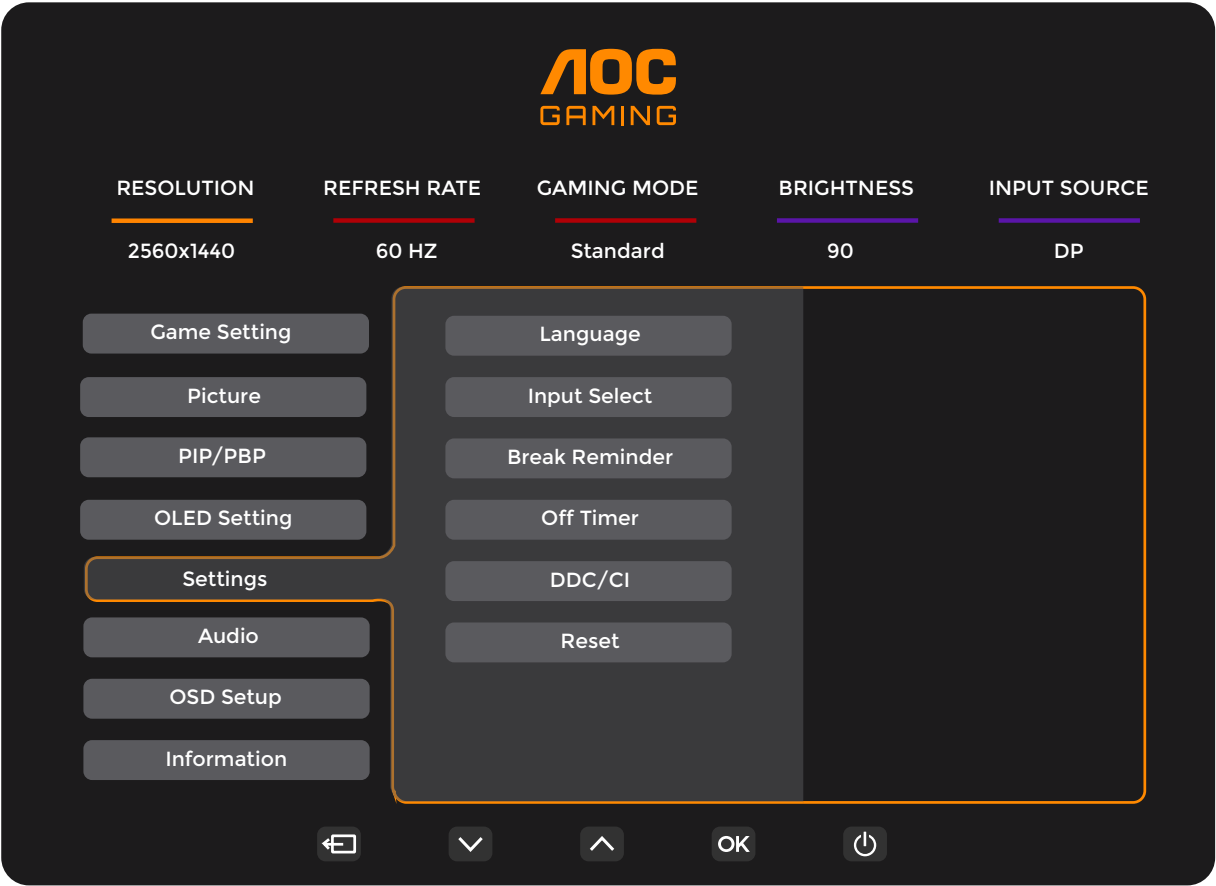 AOC
GAMING
RESOLUTION REFRESH RATE GAMING MODE BRIGHTNESS INPUT SOURCE
2560x1440 60 HZ Standard 90 DP
Game Setting
Picture
PIP/PBP
OLED Setting
Settings
Audio
OSD Setup
Information
Language
Input Select
Break Reminder
Off Timer
DDC/CI
Reset
OK